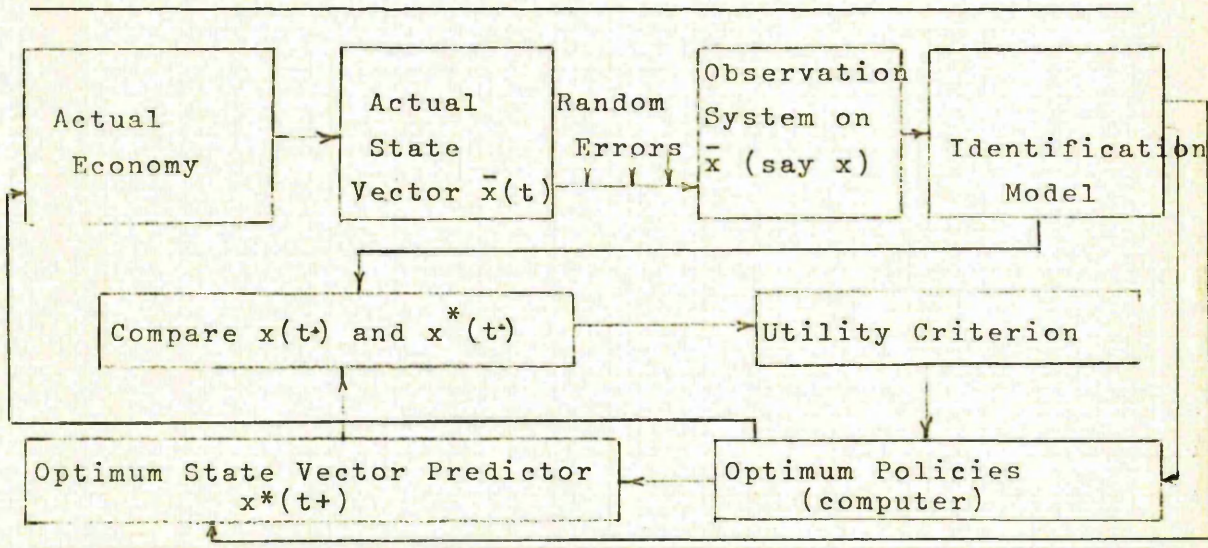 Actual
Economy
Actual
State
Vector x̄(t)
Random
Errors
Observation
System on
x̄ (say x)
Identification
Model
Compare x(t+) and x*(t+)
Utility Criterion
Optimum State Vector Predictor
x*(t+)
Optimum Policies
(computer)